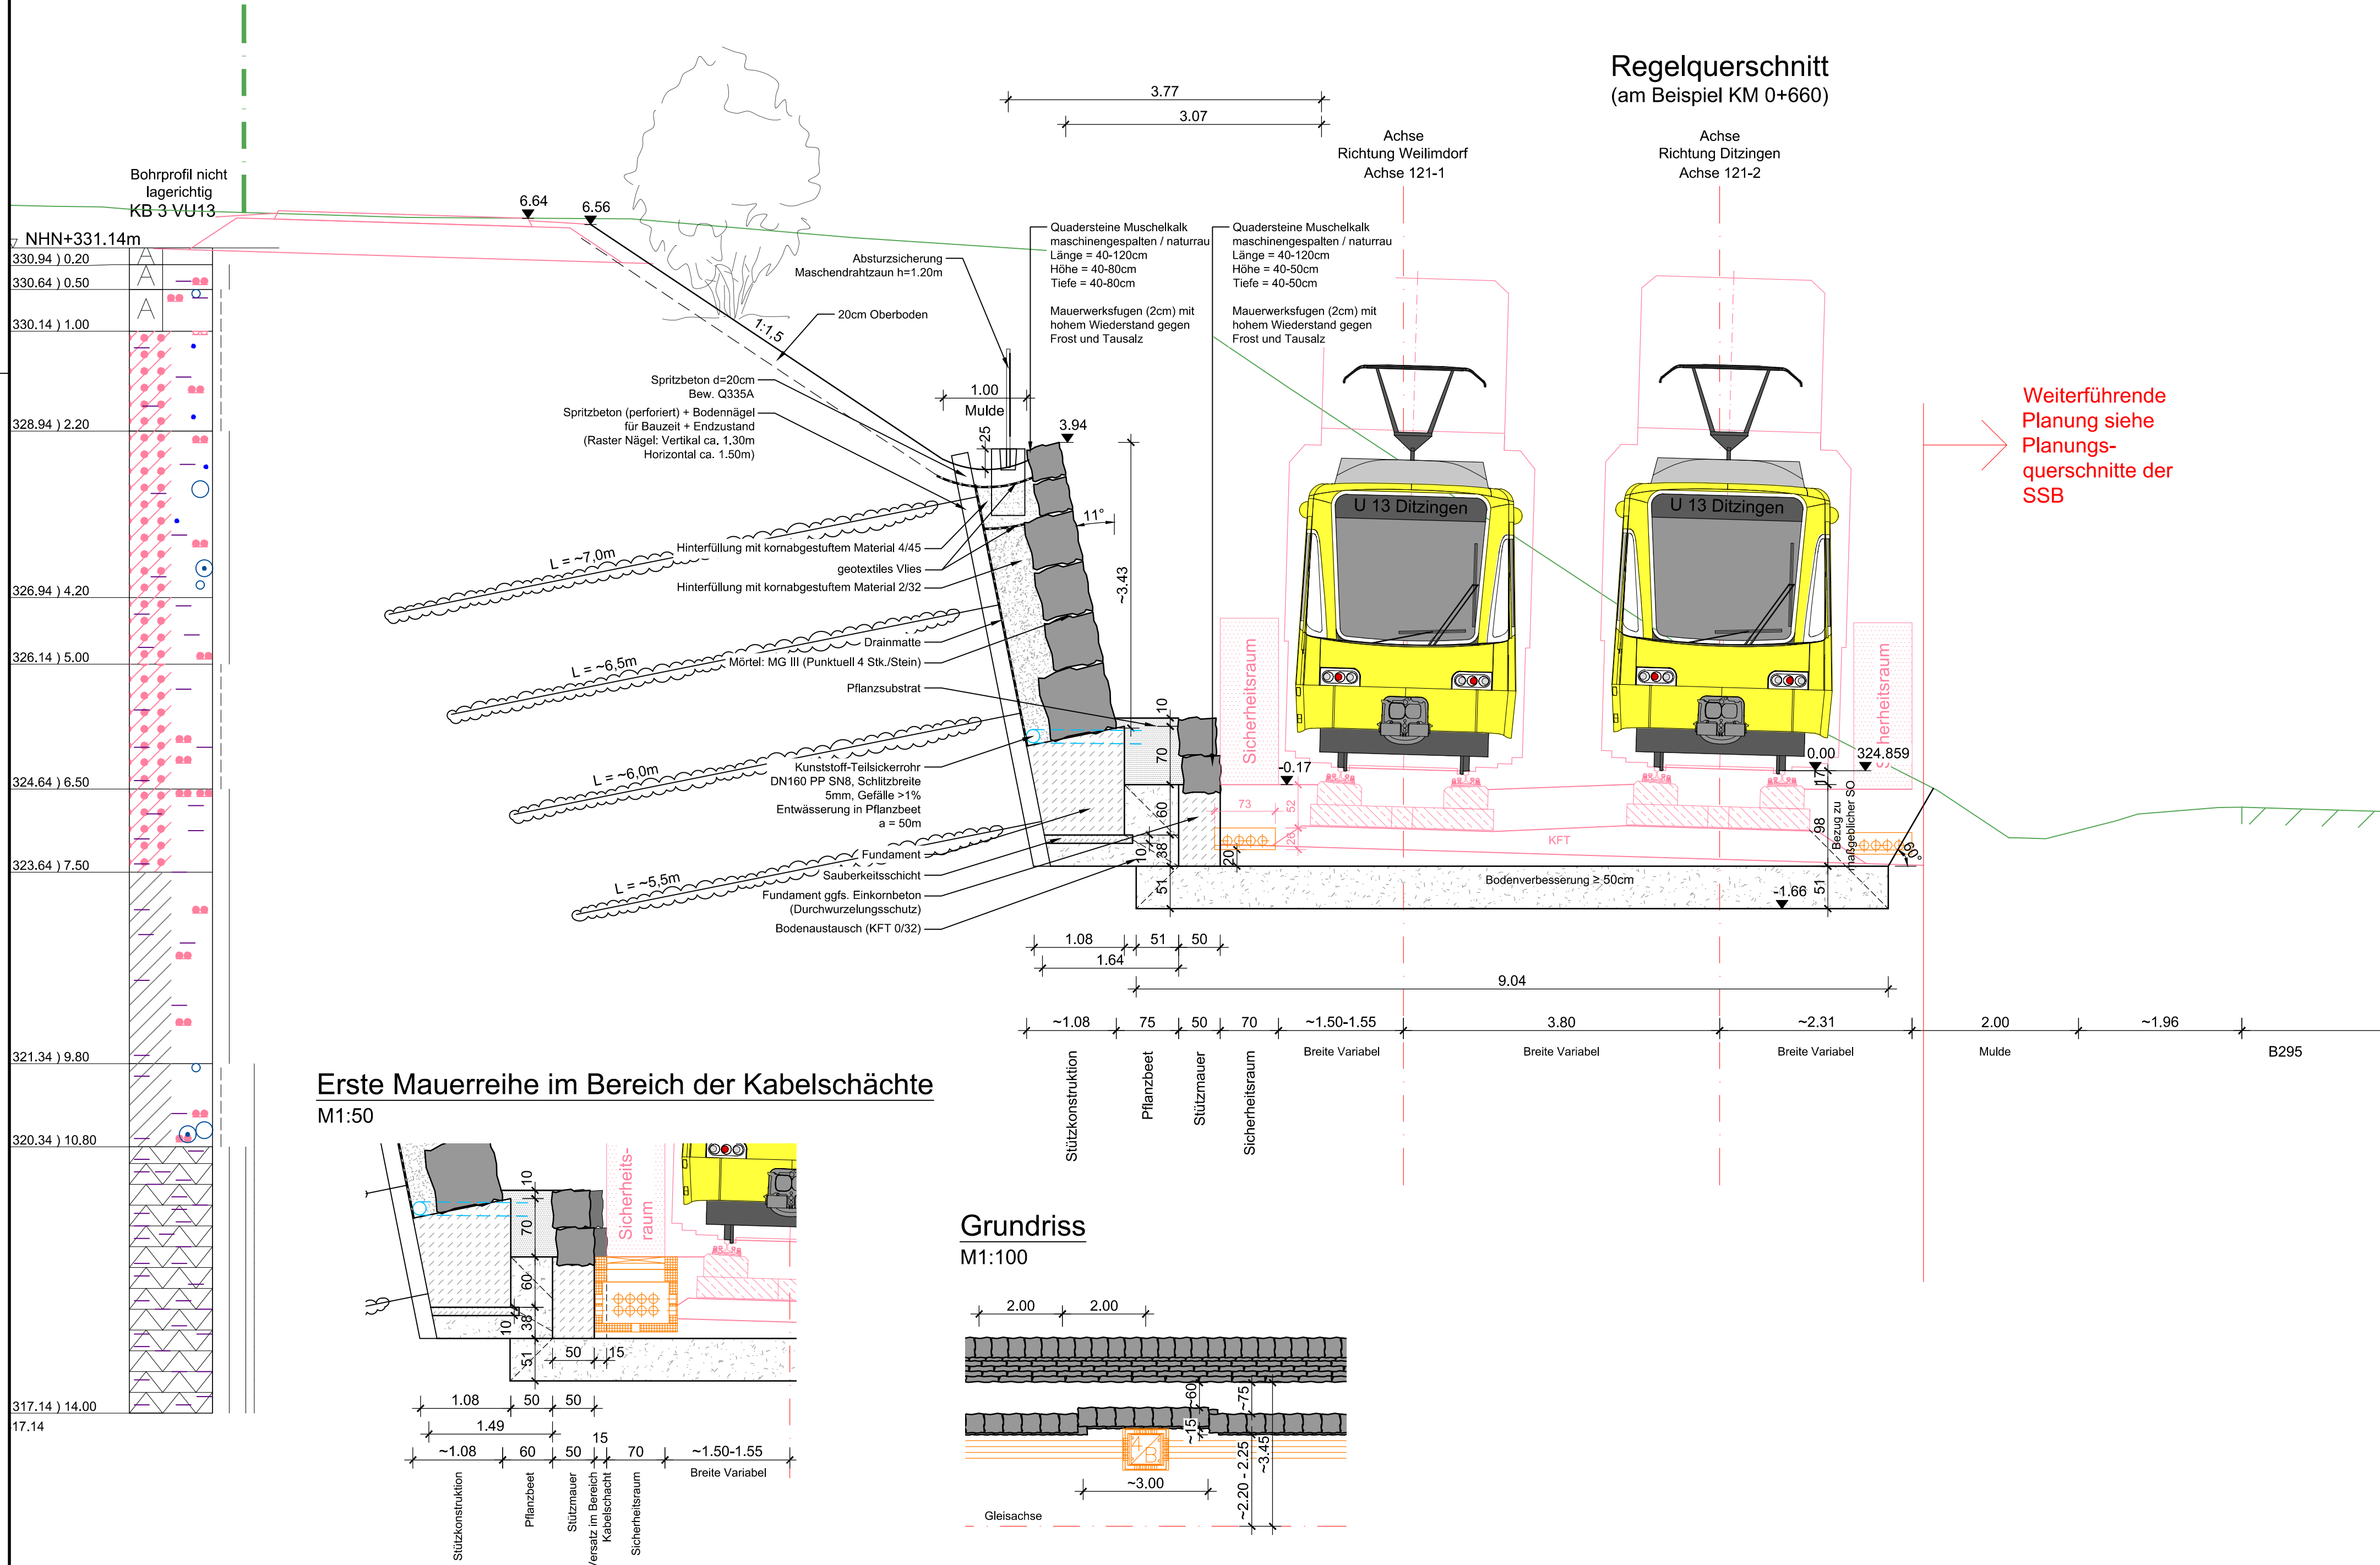 Regelquerschnitt
(am Beispiel KM 0+660)
3.77
3.07
Achse
Richtung Weilimdorf
Achse 121-1
Achse
Richtung Ditzingen
Achse 121-2
Bohrprofil nicht
lagerichtig
KB 3 VU13
NHN+331.14m
330.94 ) 0.20
330.64 ) 0.50
330.14 ) 1.00
328.94 ) 2.20
326.94 ) 4.20
326.14 ) 5.00
324.64 ) 6.50
323.64 ) 7.50
321.34 ) 9.80
320.34 ) 10.80
317.14 ) 14.00
17.14
A
A
A
6.64
6.56
1:1,5
Absturzsicherung
Maschendrahtzaun h=1.20m
20cm Oberboden
Quadersteine Muschelkalk
maschinengespalten / naturrau
Länge = 40-120cm
Höhe = 40-80cm
Tiefe = 40-80cm
Mauerwerksfugen (2cm) mit
hohem Wiederstand gegen
Frost und Tausalz
Quadersteine Muschelkalk
maschinengespalten / naturrau
Länge = 40-120cm
Höhe = 40-50cm
Tiefe = 40-50cm
Mauerwerksfugen (2cm) mit
hohem Wiederstand gegen
Frost und Tausalz
Spritzbeton d=20cm
Bew. Q335A
Spritzbeton (perforiert) + Bodennägel
für Bauzeit + Endzustand
(Raster Nägel: Vertikal ca. 1,30m
Horizontal ca. 1.50m)
1.00
Mulde
25
3.94
11°
~3.43
L = ~7,0m
L = ~6,5m
L = ~6,0m
L = ~5,5m
Hinterfüllung mit kornabgestuftem Material 4/45
geotextiles Vlies
Hinterfüllung mit kornabgestuftem Material 2/32
Drainmatte
Mörtel: MG III (Punktuell 4 Stk./Stein)
Pflanzsubstrat
Kunststoff-Teilsickerrohr
DN160 PP SN8, Schlitzbreite
5mm, Gefälle >1%
Entwässerung in Pflanzbeet
a = 50m
Fundament
Sauberkeitsschicht
Fundament ggfs. Einkornbeton
(Durchwurzelungsschutz)
Bodenaustausch (KFT 0/32)
U 13 Ditzingen
U 13 Ditzingen
Weiterführende
Planung siehe
Planungs-
querschnitte der
SSB
Sicherheitsraum
herheitsraum
10
70
60
38
10
51
20
-0.17
73
52
26
KFT
0.00
324.859
17
98
51
Bezug zu
maßgeblicher SO
60°
Bodenverbesserung ≥ 50cm
-1.66
1.08
51
50
1.64
9.04
~1.08
75
50
70
~1.50-1.55
3.80
~2.31
2.00
~1.96
Stützkonstruktion
Pflanzbeet
Stützmauer
Sicherheitsraum
Breite Variabel
Breite Variabel
Breite Variabel
Mulde
B295
Erste Mauerreihe im Bereich der Kabelschächte
M1:50
Sicherheits-
raum
10
70
60
38
10
51
50
15
1.08
50
50
1.49
15
~1.08
60
50
70
~1.50-1.55
Breite Variabel
Stützkonstruktion
Pflanzbeet
Stützmauer
Versatz im Bereich
Kabelschacht
Sicherheitsraum
Grundriss
M1:100
2.00
2.00
~60
~75
~15
4
B
~3.00
~2.20 - 2.25
~3.45
Gleisachse